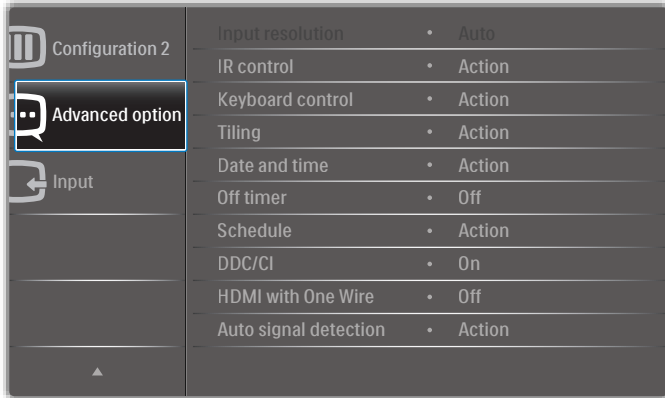 Configuration 2
Advanced option
Input
Input resolution • Auto
IR control • Action
Keyboard control • Action
Tiling • Action
Date and time • Action
Off timer • Off
Schedule • Action
DDC/CI • On
HDMI with One Wire • Off
Auto signal detection • Action